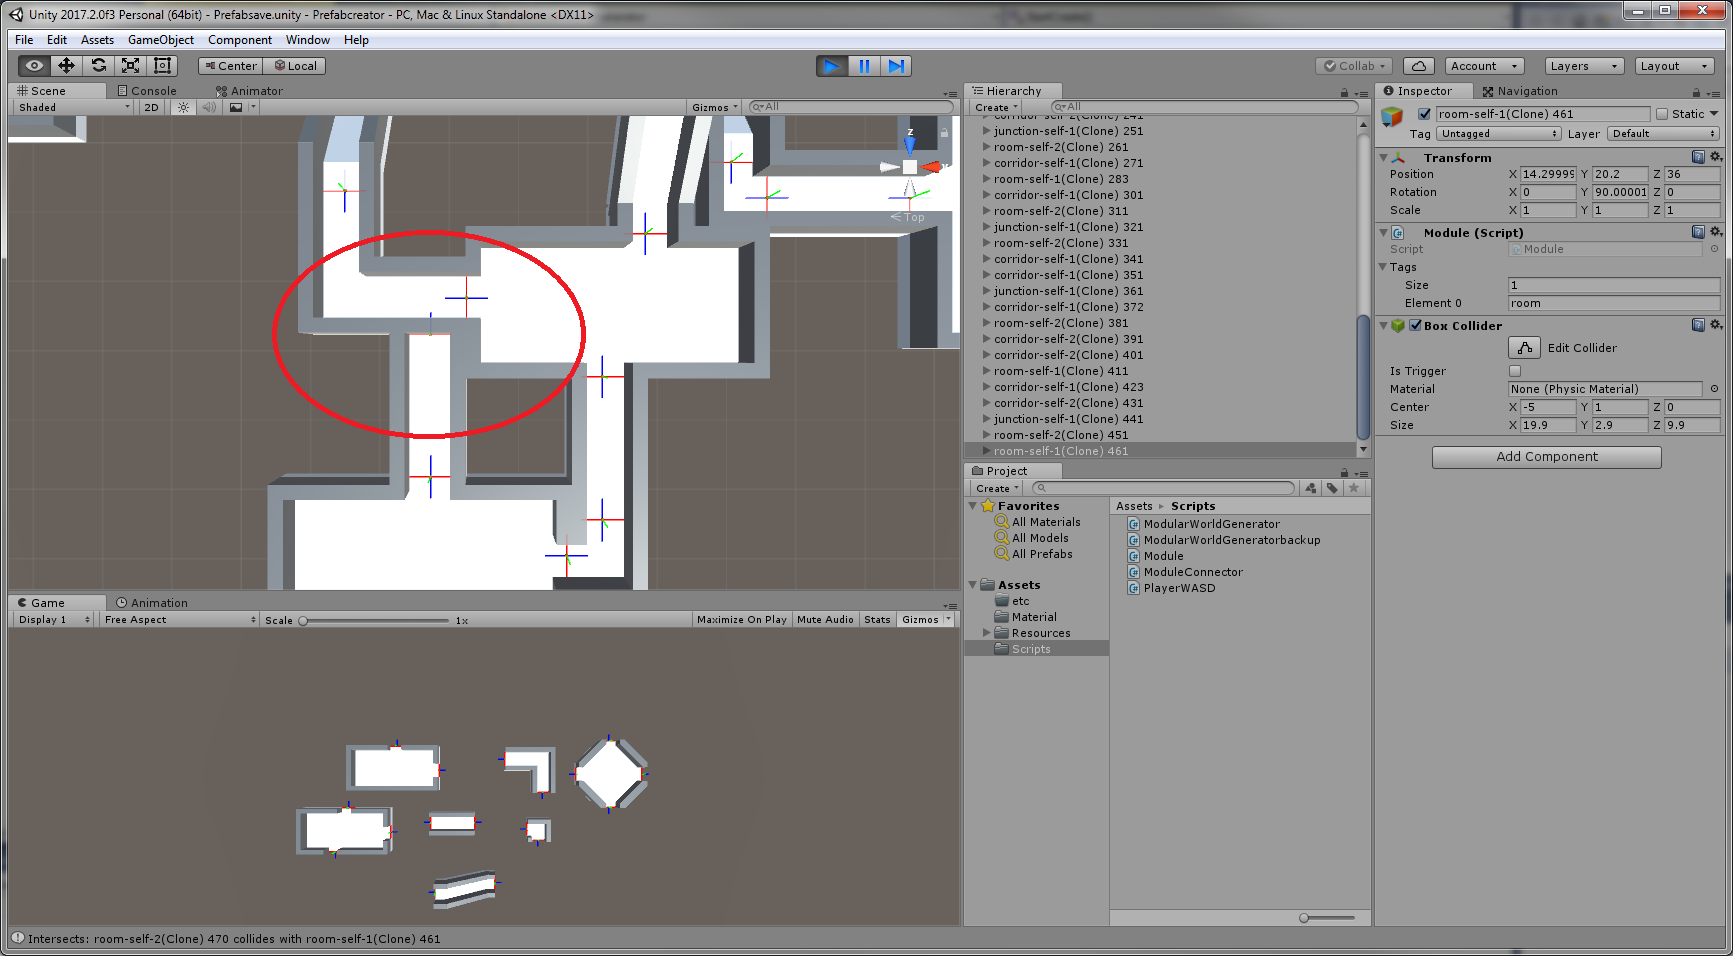 Unity 2017.2.0f3 Personal (64bit) - Prefabsave.unity - Prefabcreator - PC, Mac & Linux Standalone <DX11>
File Edit Assets GameObject Component Window Help
Center Local Collab Account Layers Layout
Scene Console Animator
Shaded 2D Gizmos All
z
x
Top
Hierarchy
Create All
junction-self-1(Clone) 251
room-self-2(Clone) 261
corridor-self-1(Clone) 271
room-self-1(Clone) 283
corridor-self-1(Clone) 301
room-self-2(Clone) 311
junction-self-1(Clone) 321
room-self-2(Clone) 331
corridor-self-1(Clone) 341
corridor-self-1(Clone) 351
junction-self-1(Clone) 361
corridor-self-1(Clone) 372
room-self-2(Clone) 381
corridor-self-2(Clone) 391
corridor-self-2(Clone) 401
room-self-1(Clone) 411
corridor-self-1(Clone) 423
corridor-self-2(Clone) 431
junction-self-1(Clone) 441
room-self-2(Clone) 451
room-self-1(Clone) 461
Inspector Navigation
room-self-1(Clone) 461 Static
Tag Untagged Layer Default
Transform
Position X 14.29999 Y 20.2 Z 36
Rotation X 0 Y 90.00001 Z 0
Scale X 1 Y 1 Z 1
Module (Script)
Script Module
Tags
Size 1
Element 0 room
Box Collider
Edit Collider
Is Trigger
Material None (Physic Material)
Center X -5 Y 1 Z 0
Size X 19.9 Y 2.9 Z 9.9
Add Component
Project
Create
Favorites
All Materials
All Models
All Prefabs
Assets
etc
Material
Resources
Scripts
Assets Scripts
ModularWorldGenerator
ModularWorldGeneratorbackup
Module
ModuleConnector
PlayerWASD
Game Animation
Display 1 Free Aspect Scale 1x Maximize On Play Mute Audio Stats Gizmos
Intersects: room-self-2(Clone) 470 collides with room-self-1(Clone) 461